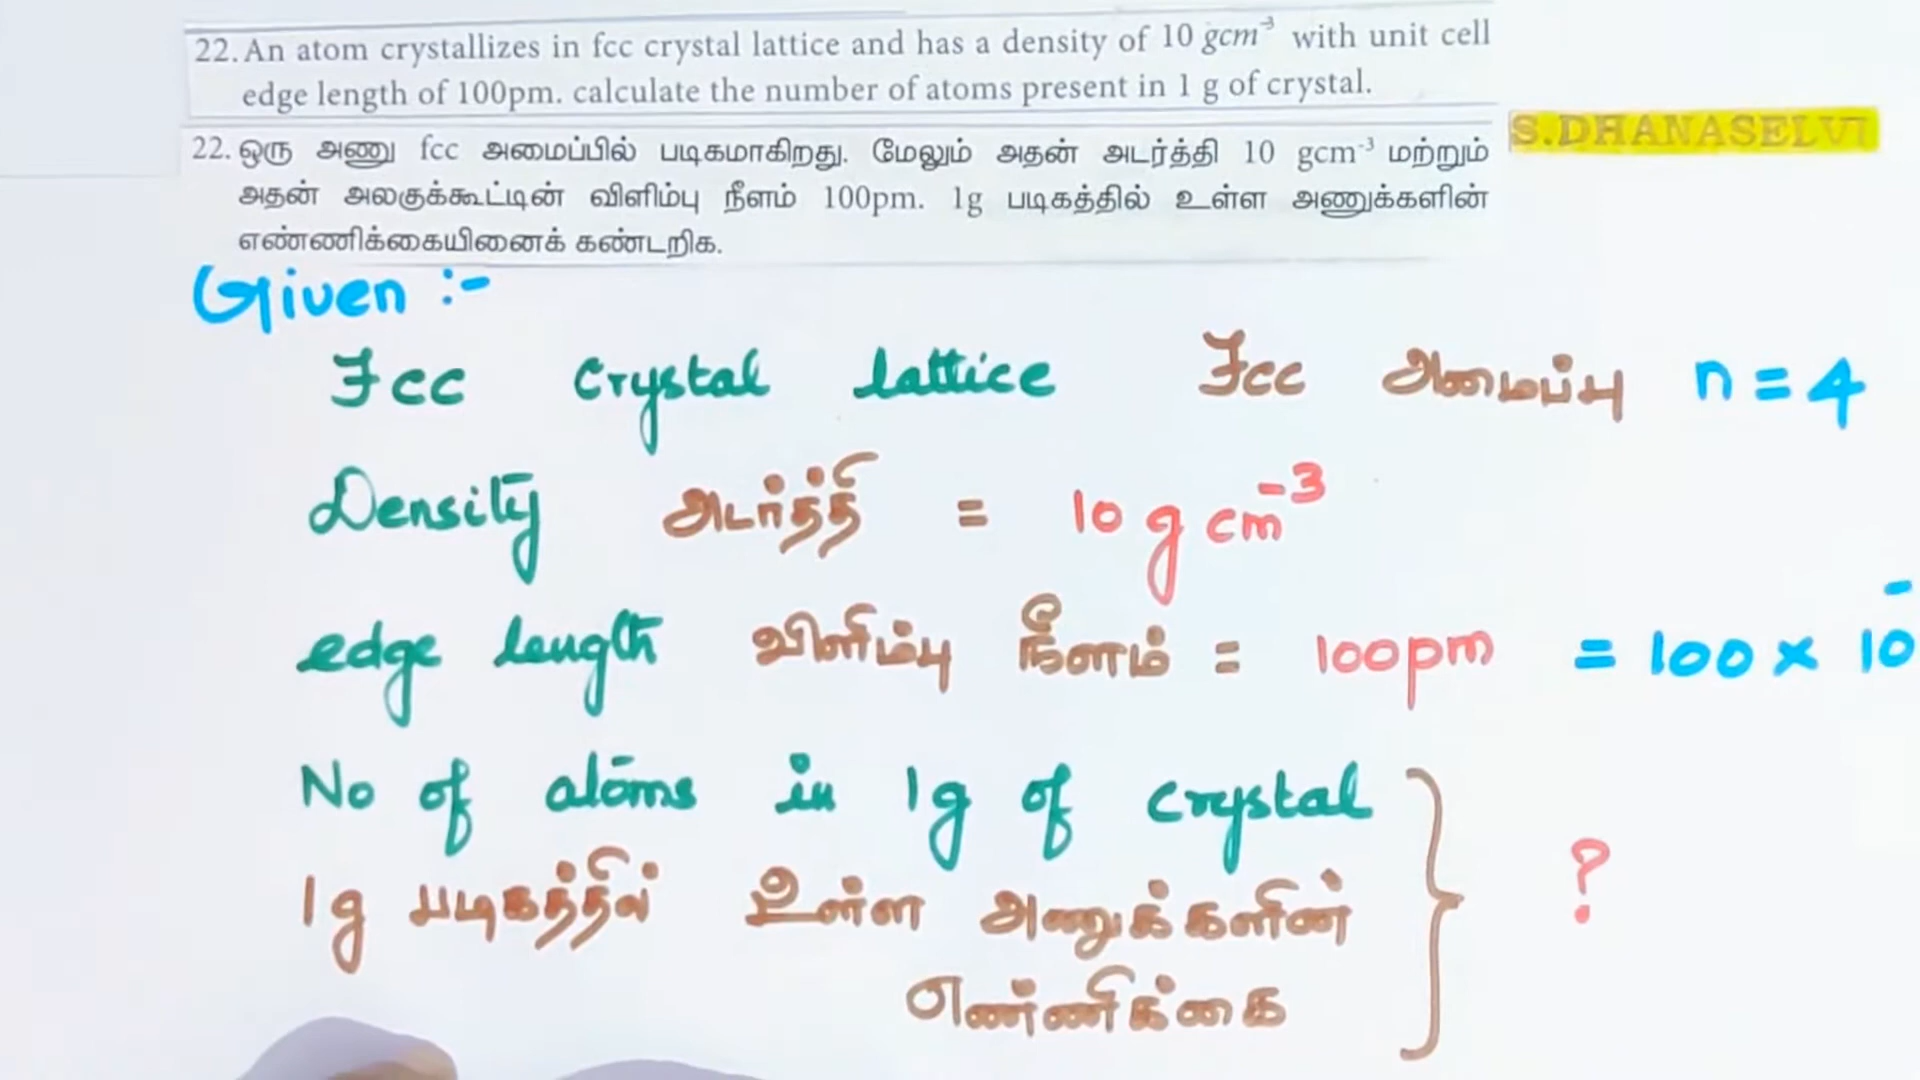 22. An atom crystallizes in fcc crystal lattice and has a density of 10 gcm⁻³ with unit cell
edge length of 100pm. calculate the number of atoms present in 1 g of crystal.
S.DHANASELVI
22. ஒரு அணு fcc அமைப்பில் படிகமாகிறது. மேலும் அதன் அடர்த்தி 10 gcm⁻³ மற்றும்
அதன் அலகுக்கூட்டின் விளிம்பு நீளம் 100pm. 1g படிகத்தில் உள்ள அணுக்களின்
எண்ணிக்கையினைக் கண்டறிக.
Given :-
Fcc Crystal lattice Fcc அமைப்பு n = 4
Density அடர்த்தி = 10 g cm⁻³
edge length விளிம்பு நீளம் = 100pm = 100 x 10⁻
No of atoms in 1g of crystal
1g படிகத்தில் உள்ள அணுக்களின் } ?
எண்ணிக்கை